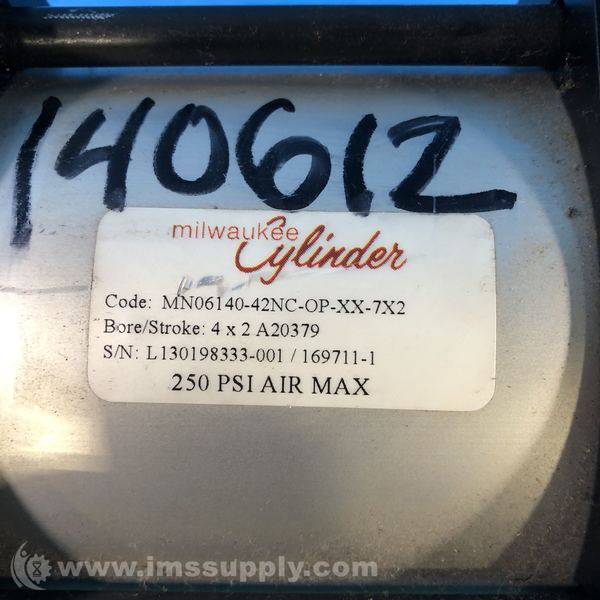 140612
milwaukee
Cylinder
Code: MN06140-42NC-OP-XX-7X2
Bore/Stroke: 4 x 2 A20379
S/N: L130198333-001 / 169711-1
250 PSI AIR MAX
www.imssupply.com